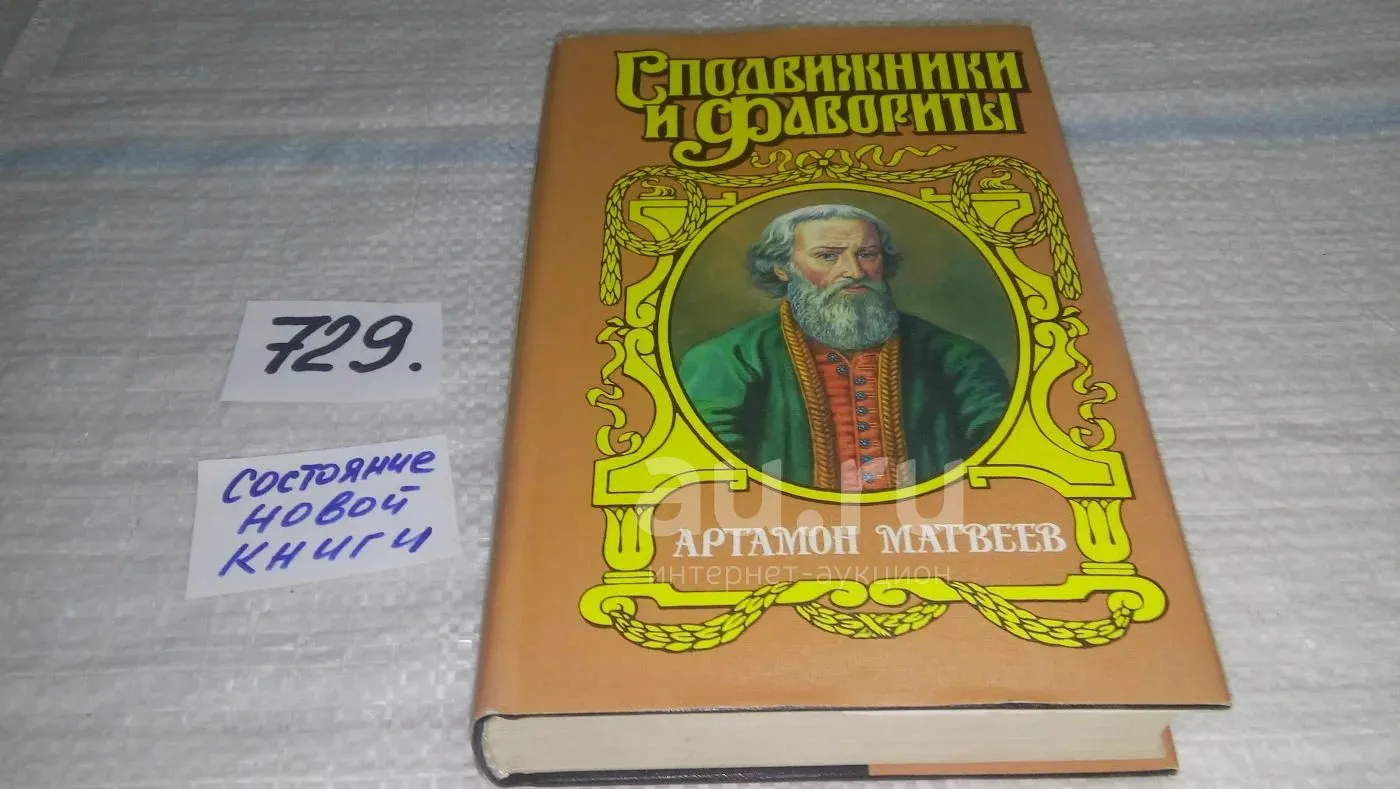 Сподвижники
и Фавориты
729.
Состояние
новой
книги
au.ru
АРТАМОН МАТВЕЕВ
интернет-аукцион